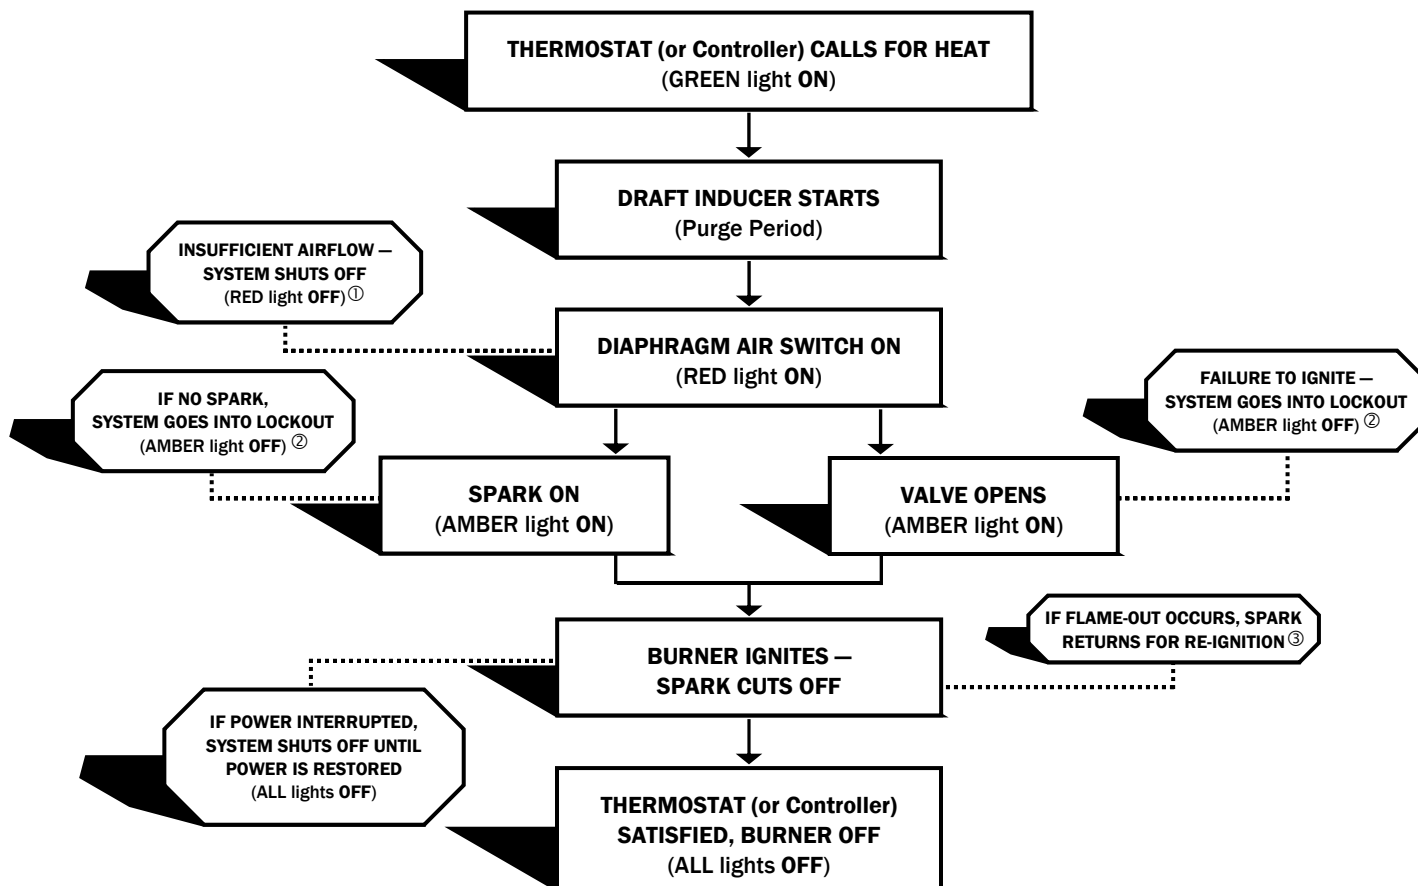 THERMOSTAT (or Controller) CALLS FOR HEAT
(GREEN light ON)
DRAFT INDUCER STARTS
(Purge Period)
INSUFFICIENT AIRFLOW —
SYSTEM SHUTS OFF
(RED light OFF) ①
DIAPHRAGM AIR SWITCH ON
(RED light ON)
IF NO SPARK,
SYSTEM GOES INTO LOCKOUT
(AMBER light OFF) ②
FAILURE TO IGNITE —
SYSTEM GOES INTO LOCKOUT
(AMBER light OFF) ②
SPARK ON
(AMBER light ON)
VALVE OPENS
(AMBER light ON)
IF FLAME-OUT OCCURS, SPARK
RETURNS FOR RE-IGNITION ③
BURNER IGNITES —
SPARK CUTS OFF
IF POWER INTERRUPTED,
SYSTEM SHUTS OFF UNTIL
POWER IS RESTORED
(ALL lights OFF)
THERMOSTAT (or Controller)
SATISFIED, BURNER OFF
(ALL lights OFF)